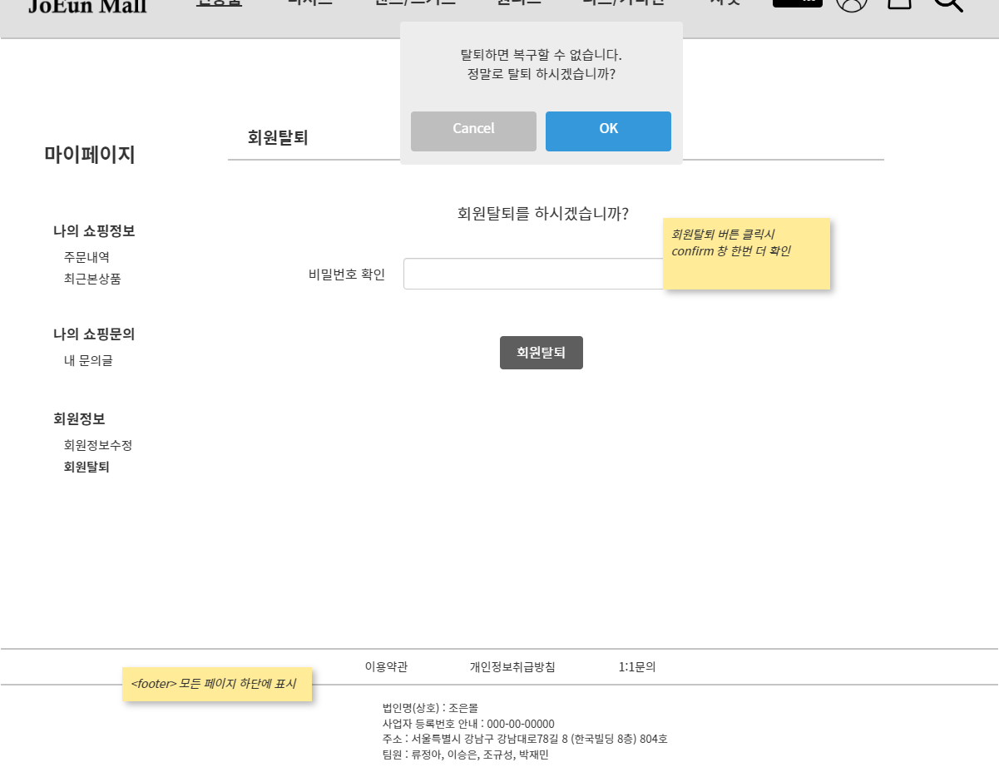 JoEun Mall
탈퇴하면 복구할 수 없습니다.
정말로 탈퇴 하시겠습니까?
Cancel
OK
회원탈퇴
마이페이지
회원탈퇴를 하시겠습니까?
나의 쇼핑정보
주문내역
최근본상품
회원탈퇴 버튼 클릭시
confirm 창 한번 더 확인
비밀번호 확인
나의 쇼핑문의
내 문의글
회원탈퇴
회원정보
회원정보수정
회원탈퇴
이용약관
개인정보취급방침
1:1문의
<footer> 모든 페이지 하단에 표시
법인명(상호) : 조은몰
사업자 등록번호 안내 : 000-00-00000
주소 : 서울특별시 강남구 강남대로78길 8 (한국빌딩 8층) 804호
팀원 : 류정아, 이승은, 조규성, 박재민